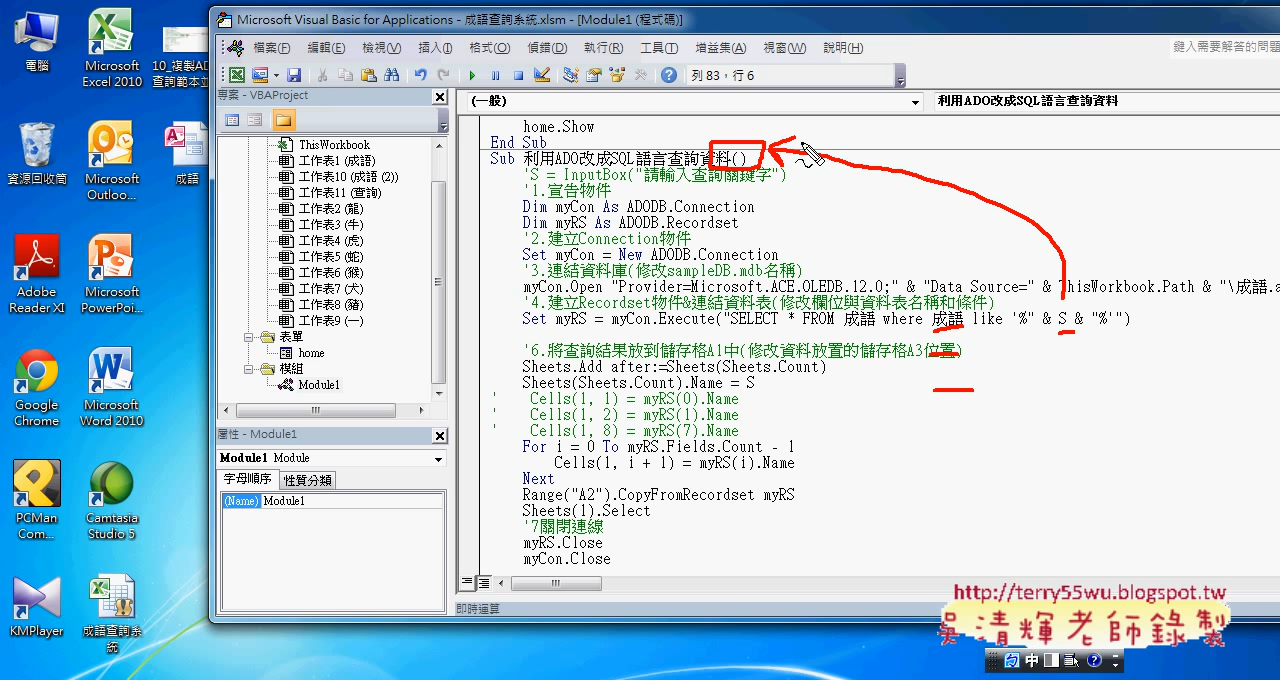 Microsoft Visual Basic for Applications - 成語查詢系統.xlsm - [Module1 (程式碼)]
檔案(F) 編輯(E) 檢視(V) 插入(I) 格式(O) 偵錯(D) 執行(R) 工具(T) 增益集(A) 視窗(W) 說明(H)
鍵入需要解答的問題
列 83，行 6
專案 - VBAProject
ThisWorkbook
工作表1 (成語)
工作表10 (成語 (2))
工作表11 (查詢)
工作表2 (龍)
工作表3 (牛)
工作表4 (虎)
工作表5 (蛇)
工作表6 (猴)
工作表7 (犬)
工作表8 (豬)
工作表9 (一)
表單
home
模組
Module1
屬性 - Module1
Module1 Module
字母順序 性質分類
(Name) Module1
(一般)
利用ADO改成SQL語言查詢資料
home.Show
End Sub
Sub 利用ADO改成SQL語言查詢資料()
'S = InputBox("請輸入查詢關鍵字")
'1.宣告物件
Dim myCon As ADODB.Connection
Dim myRS As ADODB.Recordset
'2.建立Connection物件
Set myCon = New ADODB.Connection
'3.連結資料庫(修改sampleDB.mdb名稱)
myCon.Open "Provider=Microsoft.ACE.OLEDB.12.0;" & "Data Source=" & ThisWorkbook.Path & "\成語.a
'4.建立Recordset物件&連結資料表(修改欄位與資料表名稱和條件)
Set myRS = myCon.Execute("SELECT * FROM 成語 where 成語 like '%" & S & "%'")
'6.將查詢結果放到儲存格A1中(修改資料放置的儲存格A3位置)
Sheets.Add after:=Sheets(Sheets.Count)
Sheets(Sheets.Count).Name = S
' Cells(1, 1) = myRS(0).Name
' Cells(1, 2) = myRS(1).Name
' Cells(1, 8) = myRS(7).Name
For i = 0 To myRS.Fields.Count - 1
Cells(1, i + 1) = myRS(i).Name
Next
Range("A2").CopyFromRecordset myRS
Sheets(1).Select
'7關閉連線
myRS.Close
myCon.Close
即時運算
電腦
Microsoft Excel 2010
10_複製AD
查詢範本並
資源回收筒
Microsoft Outloo...
成語
Adobe Reader XI
Microsoft PowerPoi...
Google Chrome
Microsoft Word 2010
PCMan Com...
Camtasia Studio 5
KMPlayer
成語查詢系統
http://terry55wu.blogspot.tw
吳清輝老師錄製
中